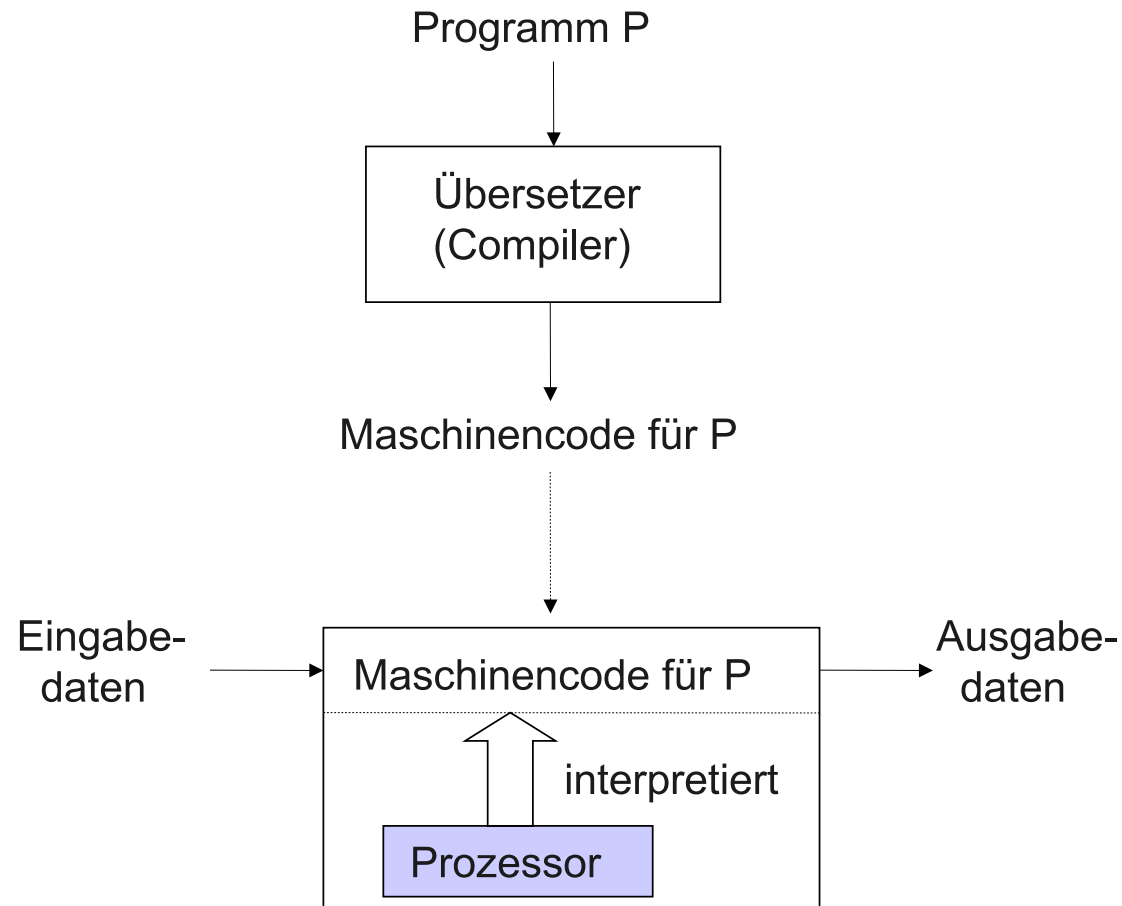 Programm P
Übersetzer
(Compiler)
Maschinencode für P
Eingabe-
daten
Maschinencode für P
Ausgabe-
daten
interpretiert
Prozessor